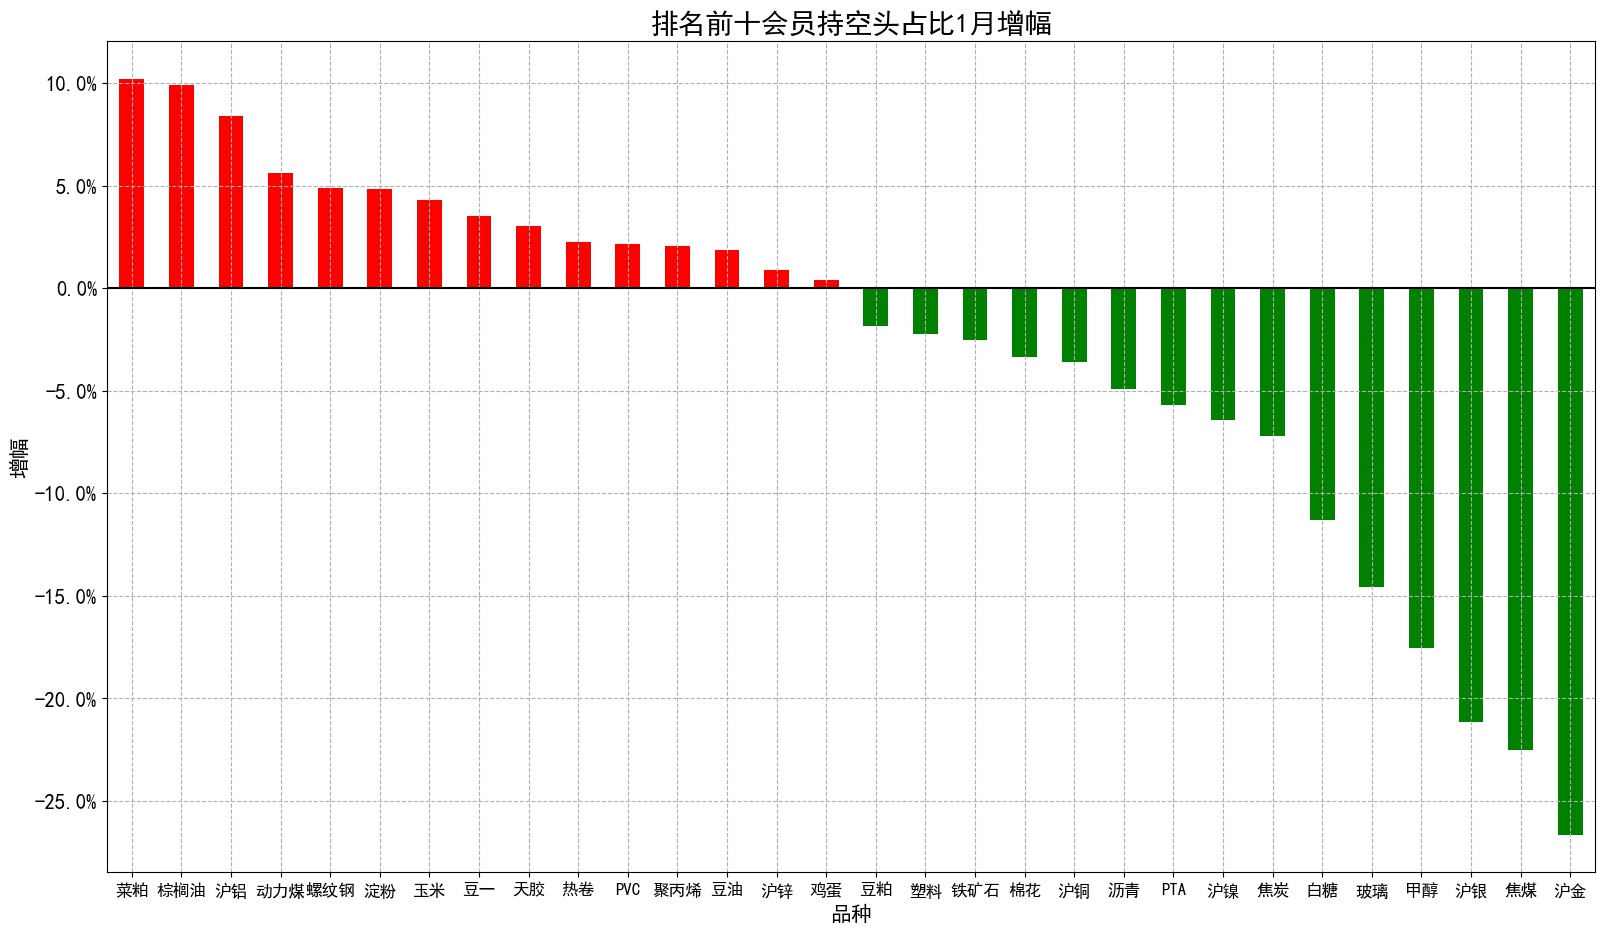 排名前十会员持空头占比1月增幅
10.0%
5.0%
0.0%
−5.0%
−10.0%
−15.0%
−20.0%
−25.0%
增幅
菜粕 棕榈油 沪铝 动力煤 螺纹钢 淀粉 玉米 豆一 天胶 热卷 PVC 聚丙烯 豆油 沪锌 鸡蛋 豆粕 塑料 铁矿石 棉花 沪铜 沥青 PTA 沪镍 焦炭 白糖 玻璃 甲醇 沪银 焦煤 沪金
品种